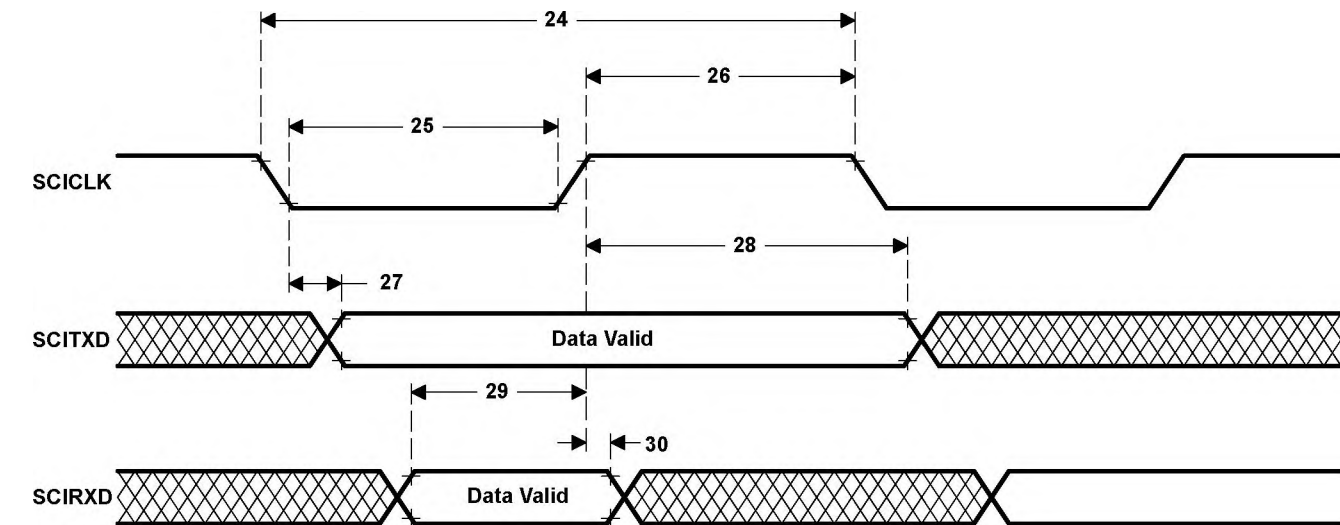 24
26
25
SCICLK
28
27
SCITXD
Data Valid
29
30
SCIRXD
Data Valid